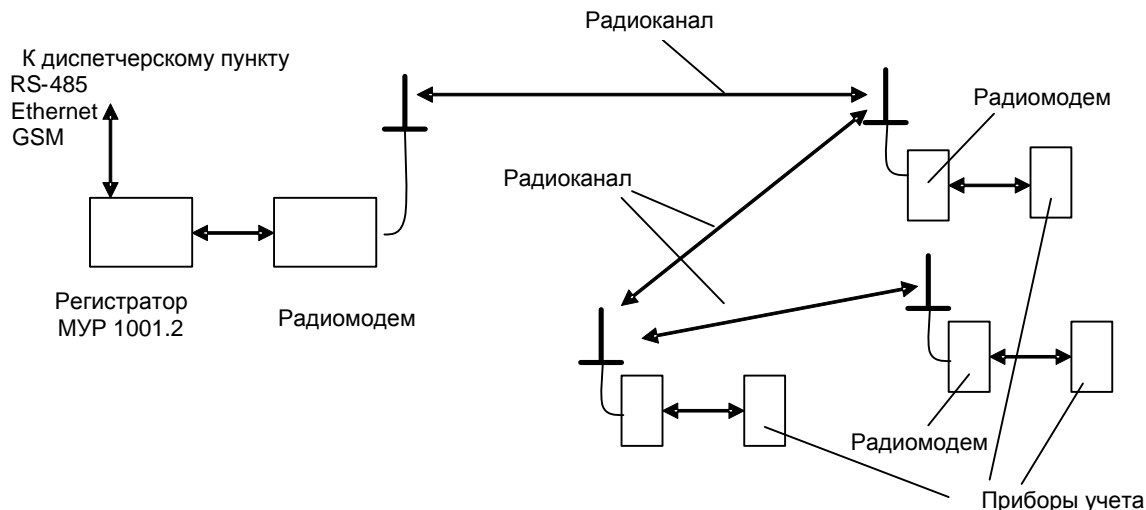 Радиоканал
К диспетчерскому пункту
RS-485
Ethernet
GSM
Радиомодем
Радиоканал
Регистратор
МУР 1001.2
Радиомодем
Радиомодем
Приборы учета